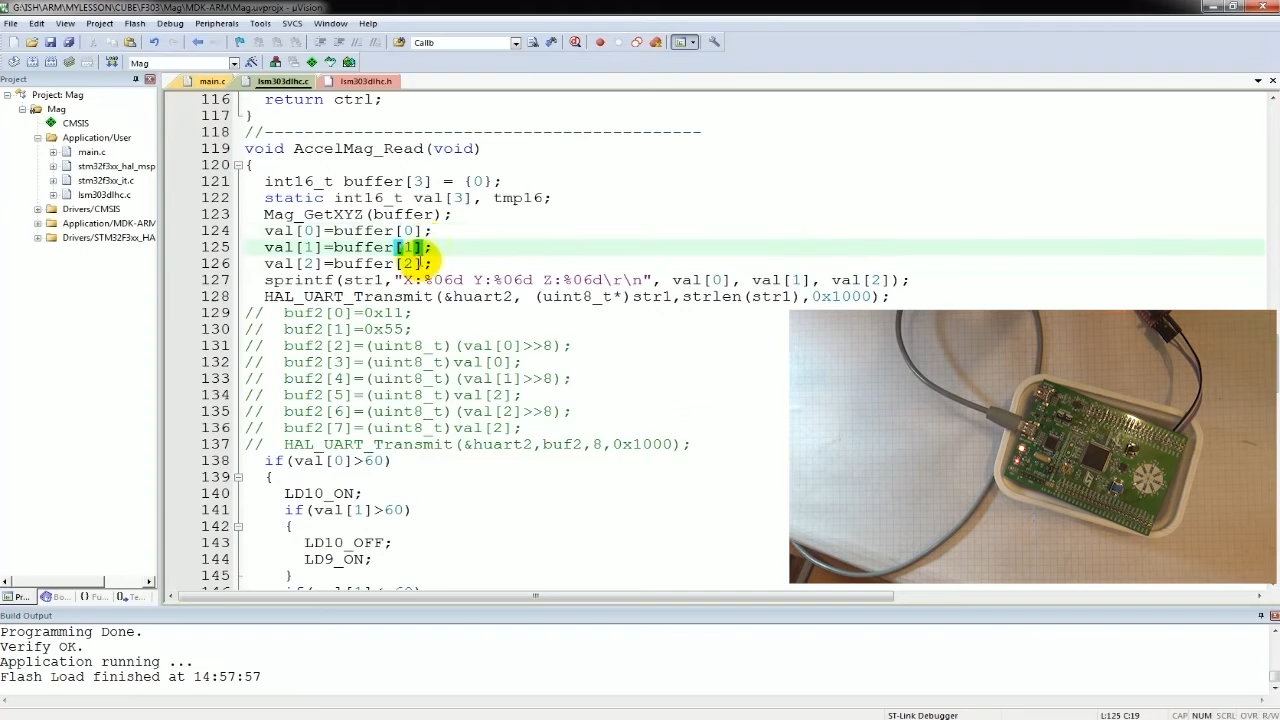 G:\ISH\ARM\MYLESSON\CUBE\F303\Mag\MDK-ARM\Mag.uvprojx - µVision
File Edit View Project Flash Debug Peripherals Tools SVCS Window Help
Callb
Mag
Project
main.c lsm303dlhc.c lsm303dlhc.h
Project: Mag
Mag
CMSIS
Application/User
main.c
stm32f3xx_hal_msp
stm32f3xx_it.c
lsm303dlhc.c
Drivers/CMSIS
Application/MDK-ARM
Drivers/STM32F3xx_HA
116 return ctrl;
117 }
118 //--------------------------------------------
119 void AccelMag_Read(void)
120 {
121 int16_t buffer[3] = {0};
122 static int16_t val[3], tmp16;
123 Mag_GetXYZ(buffer);
124 val[0]=buffer[0];
125 val[1]=buffer[1];
126 val[2]=buffer[2];
127 sprintf(str1,"X:%06d Y:%06d Z:%06d\r\n", val[0], val[1], val[2]);
128 HAL_UART_Transmit(&huart2, (uint8_t*)str1,strlen(str1),0x1000);
129 // buf2[0]=0x11;
130 // buf2[1]=0x55;
131 // buf2[2]=(uint8_t)(val[0]>>8);
132 // buf2[3]=(uint8_t)val[0];
133 // buf2[4]=(uint8_t)(val[1]>>8);
134 // buf2[5]=(uint8_t)val[2];
135 // buf2[6]=(uint8_t)(val[2]>>8);
136 // buf2[7]=(uint8_t)val[2];
137 // HAL_UART_Transmit(&huart2,buf2,8,0x1000);
138 if(val[0]>60)
139 {
140 LD10_ON;
141 if(val[1]>60)
142 {
143 LD10_OFF;
144 LD9_ON;
145 }
Pr... Bo... {} Fu... Te...
Build Output
Programming Done.
Verify OK.
Application running ...
Flash Load finished at 14:57:57
ST-Link Debugger L:125 C:19 CAP NUM SCRL OVR R/W